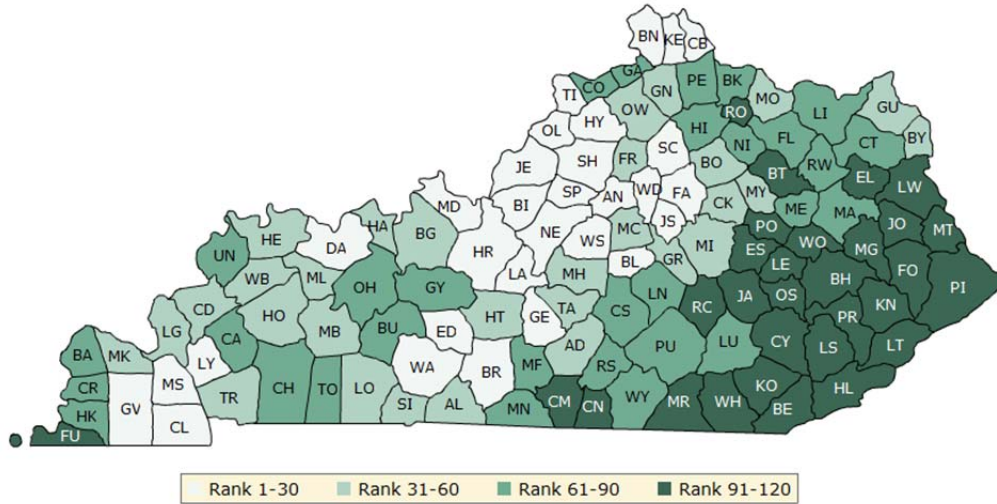 BN KE CB
GA PE BK
TI CO GN MO
OW RO LI GU
OL HY HI NI FL BY
SC CT
JE SH FR BO RW
BT EL LW
SP AN WD FA CK MY
MD BI JS ME MA JO
HA NE WS MC PO MT
HE DA BG ES WO MG
UN HR BL GR MI LE FO
WB ML LA MH BH PI
OH GY LN OS
CD HO HT GE TA CS RC JA PR KN
LG MB BU ED
CA AD PU LU CY LS LT
BA MK LY WA BR MF RS
CR MS KO HL
TR CH TO LO SI AL MN CM CN WY MR WH BE
HK GV
FU CL
Rank 1-30 Rank 31-60 Rank 61-90 Rank 91-120